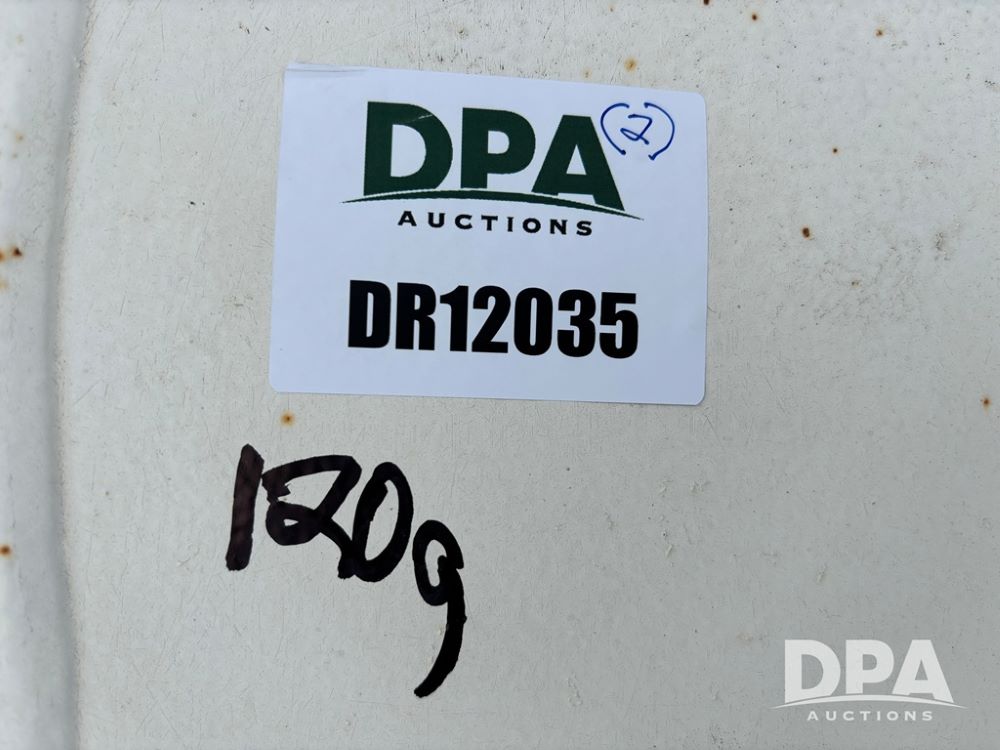 DPA (2)
AUCTIONS
DR12035
120g
DPA
AUCTIONS